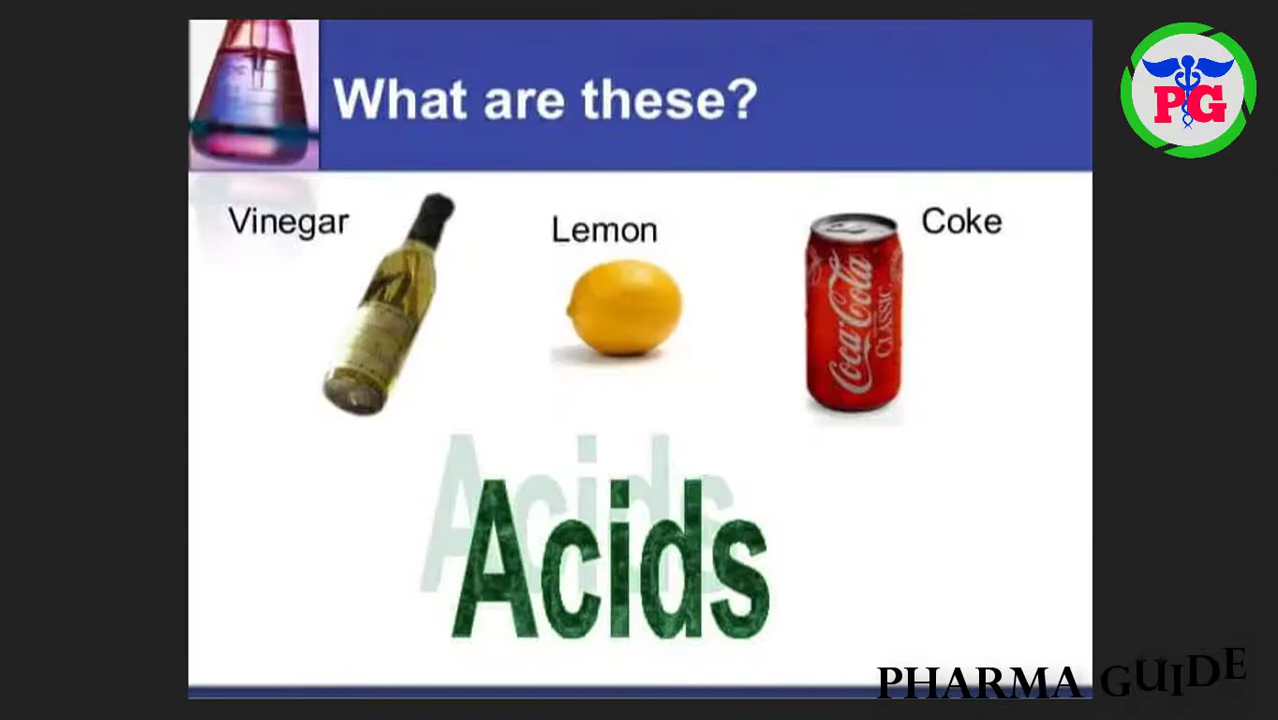 What are these?
PG
Vinegar
Lemon
Coke
Coca-Cola
CLASSIC
Acids
PHARMA GUIDE